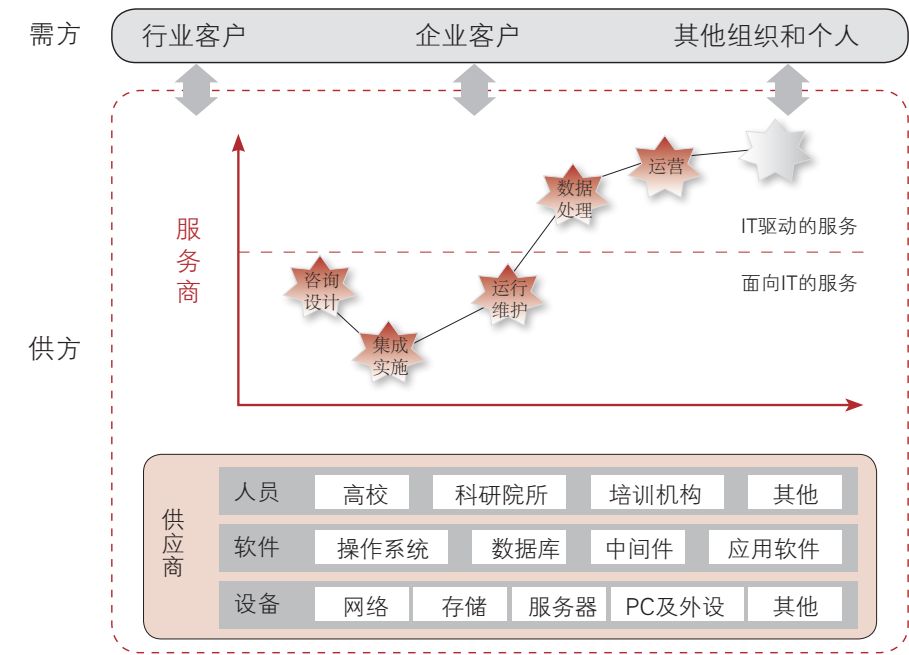 需方
行业客户
企业客户
其他组织和个人
供方
服
务
商
咨询
设计
集成
实施
运行
维护
数据
处理
运营
IT驱动的服务
面向IT的服务
供
应
商
人员
高校
科研院所
培训机构
其他
软件
操作系统
数据库
中间件
应用软件
设备
网络
存储
服务器
PC及外设
其他